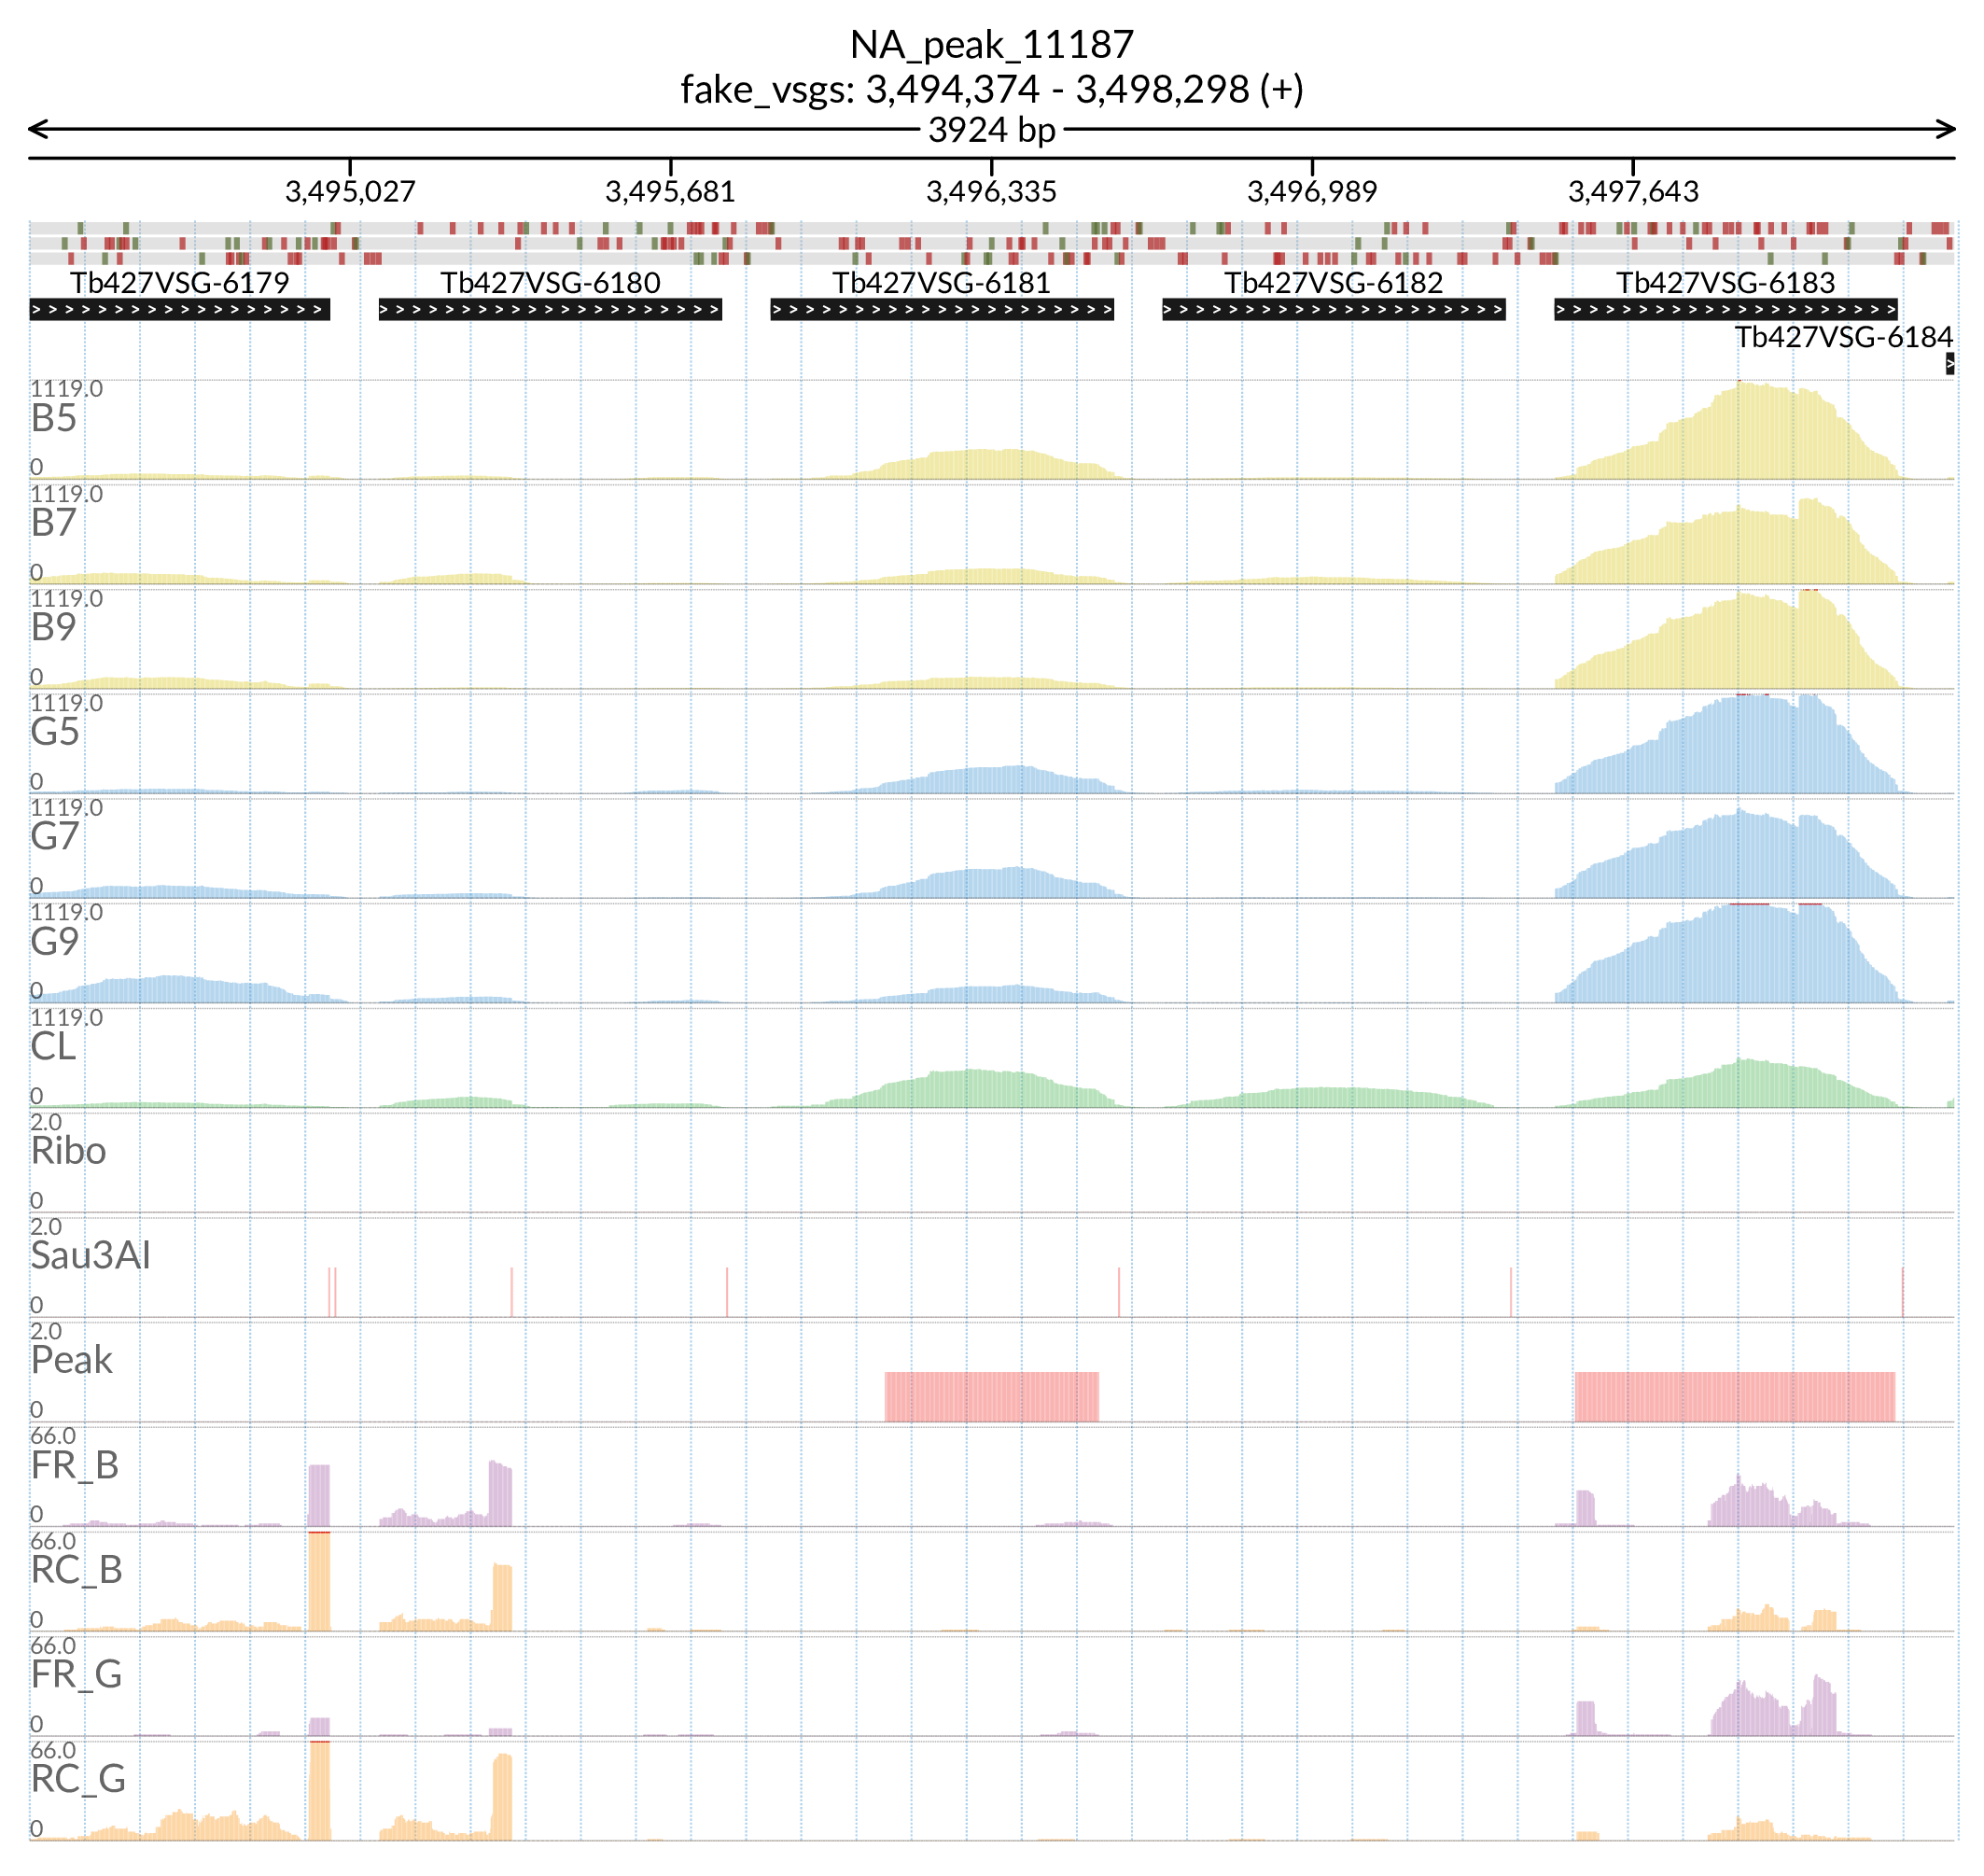 NA_peak_11187
fake_vsgs: 3,494,374 - 3,498,298 (+)
3924 bp
3,495,027 3,495,681 3,496,335 3,496,989 3,497,643
Tb427VSG-6179 Tb427VSG-6180 Tb427VSG-6181 Tb427VSG-6182 Tb427VSG-6183
Tb427VSG-6184
1119.0
B5
0
1119.0
B7
0
1119.0
B9
0
1119.0
G5
0
1119.0
G7
0
1119.0
G9
0
1119.0
CL
0
2.0
Ribo
0
2.0
Sau3AI
0
2.0
Peak
0
66.0
FR_B
0
66.0
RC_B
0
66.0
FR_G
0
66.0
RC_G
0